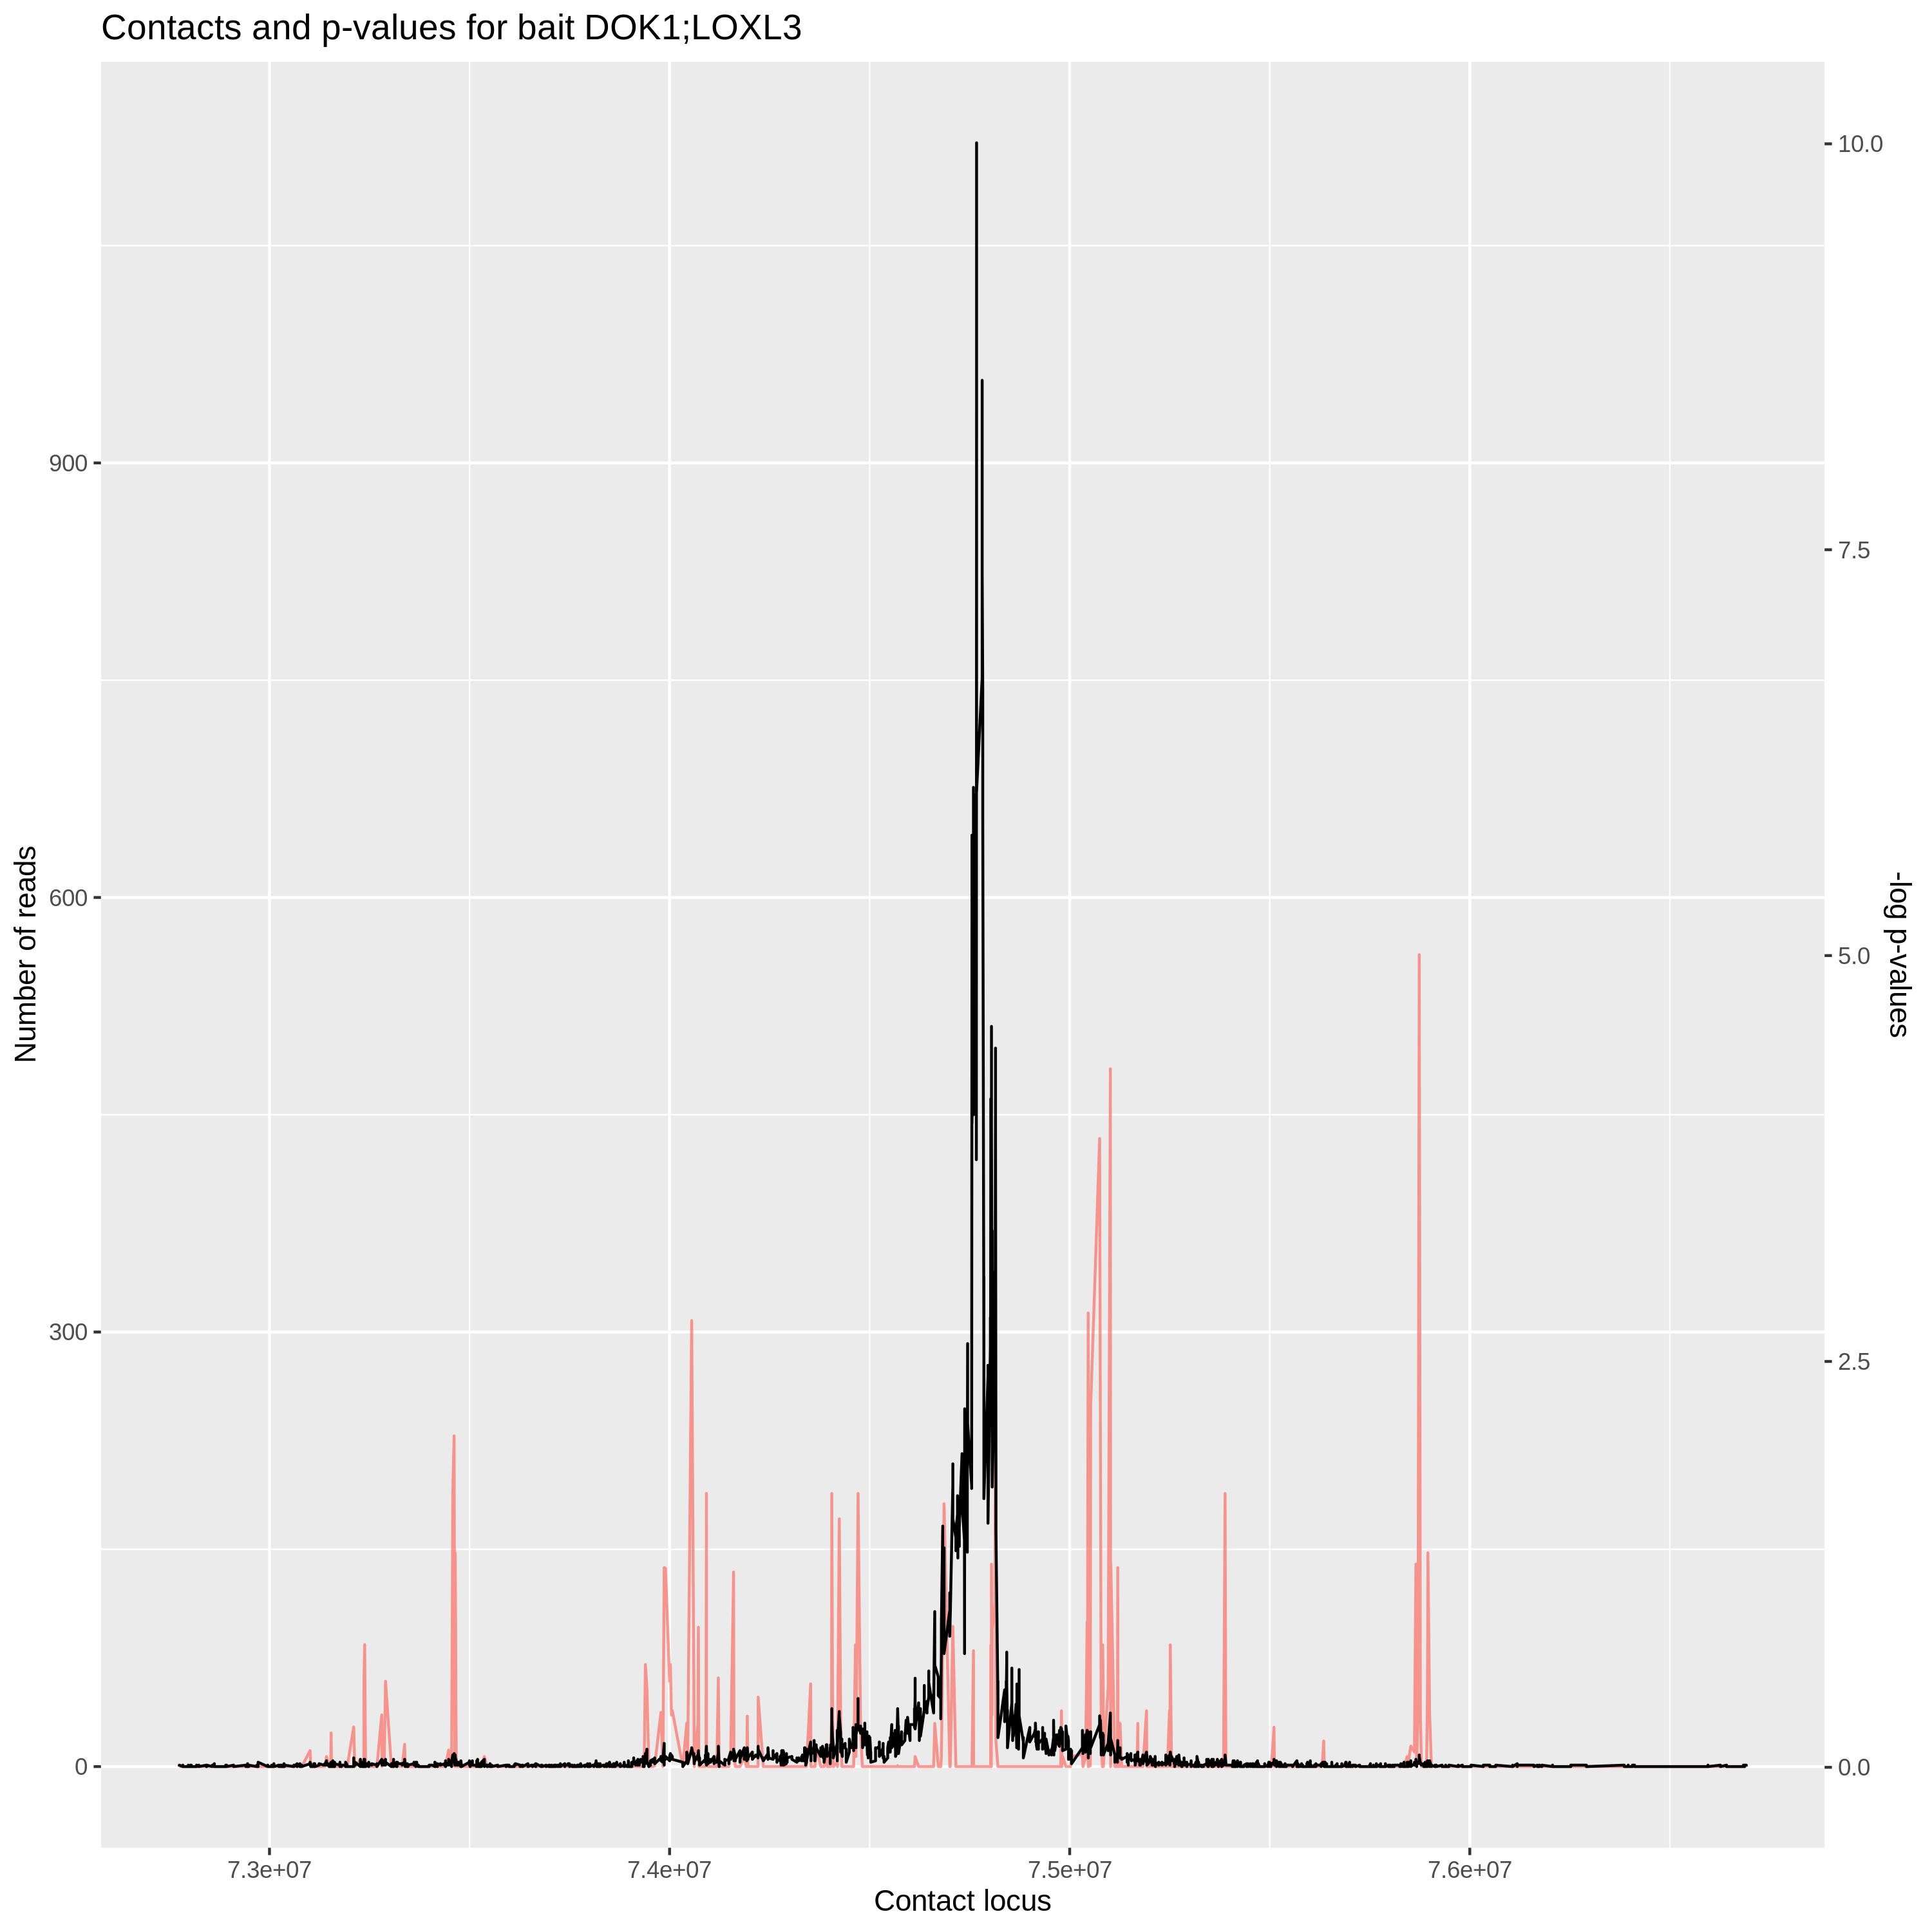 Contacts and p-values for bait DOK1;LOXL3
10.0
900
7.5
Number of reads
600
-log p-values
5.0
300
2.5
0
0.0
7.3e+07
7.4e+07
7.5e+07
7.6e+07
Contact locus